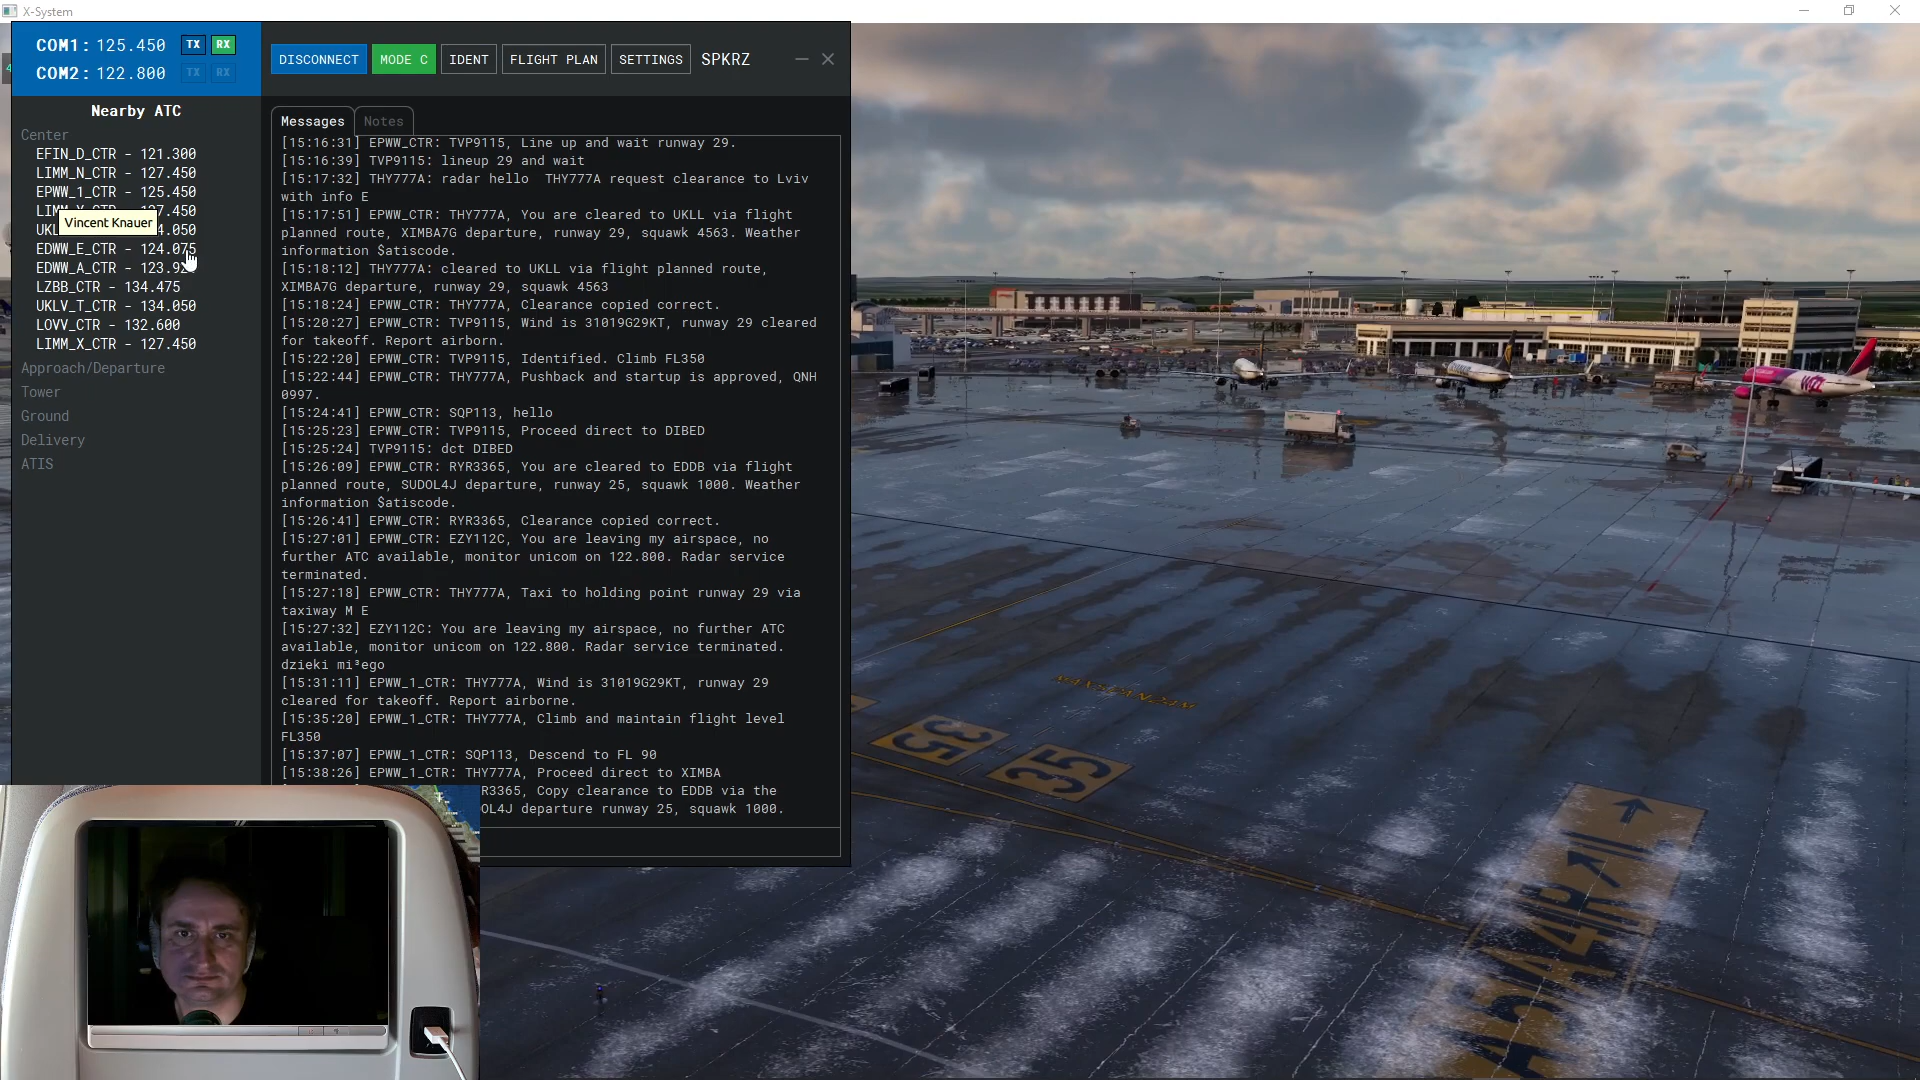 X-System
COM1: 125.450 TX RX
COM2: 122.800 TX RX
DISCONNECT MODE C IDENT FLIGHT PLAN SETTINGS SPKRZ
Nearby ATC
Center
EFIN_D_CTR - 121.300
LIMM_N_CTR - 127.450
EPWW_1_CTR - 125.450
Vincent Knauer
EDWW_E_CTR - 124.075
EDWW_A_CTR -
LZBB_CTR - 134.475
UKLV_T_CTR - 134.050
LOVV_CTR - 132.600
LIMM_X_CTR - 127.450
Approach/Departure
Tower
Ground
Delivery
ATIS
Messages Notes
[15:16:31] EPWW_CTR: TVP9115, Line up and wait runway 29.
[15:16:39] TVP9115: lineup 29 and wait
[15:17:32] THY777A: radar hello THY777A request clearance to Lviv
with info E
[15:17:51] EPWW_CTR: THY777A, You are cleared to UKLL via flight
planned route, XIMBA7G departure, runway 29, squawk 4563. Weather
information $atiscode.
[15:18:12] THY777A: cleared to UKLL via flight planned route,
XIMBA7G departure, runway 29, squawk 4563
[15:18:24] EPWW_CTR: THY777A, Clearance copied correct.
[15:20:27] EPWW_CTR: TVP9115, Wind is 31019G29KT, runway 29 cleared
for takeoff. Report airborn.
[15:22:20] EPWW_CTR: TVP9115, Identified. Climb FL350
[15:22:44] EPWW_CTR: THY777A, Pushback and startup is approved, QNH
0997.
[15:24:41] EPWW_CTR: SQP113, hello
[15:25:23] EPWW_CTR: TVP9115, Proceed direct to DIBED
[15:25:24] TVP9115: dct DIBED
[15:26:09] EPWW_CTR: RYR3365, You are cleared to EDDB via flight
planned route, SUDOL4J departure, runway 25, squawk 1000. Weather
information $atiscode.
[15:26:41] EPWW_CTR: RYR3365, Clearance copied correct.
[15:27:01] EPWW_CTR: EZY112C, You are leaving my airspace, no
further ATC available, monitor unicom on 122.800. Radar service
terminated.
[15:27:18] EPWW_CTR: THY777A, Taxi to holding point runway 29 via
taxiway M E
[15:27:32] EZY112C: You are leaving my airspace, no further ATC
available, monitor unicom on 122.800. Radar service terminated.
dzieki mi³ego
[15:31:11] EPWW_1_CTR: THY777A, Wind is 31019G29KT, runway 29
cleared for takeoff. Report airborne.
[15:35:20] EPWW_1_CTR: THY777A, Climb and maintain flight level
FL350
[15:37:07] EPWW_1_CTR: SQP113, Descend to FL 90
[15:38:26] EPWW_1_CTR: THY777A, Proceed direct to XIMBA
R3365, Copy clearance to EDDB via the
OL4J departure runway 25, squawk 1000.
35
35